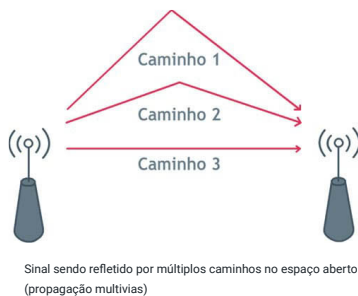 Caminho 1
Caminho 2
Caminho 3
Sinal sendo refletido por múltiplos caminhos no espaço aberto
(propagação multivias)